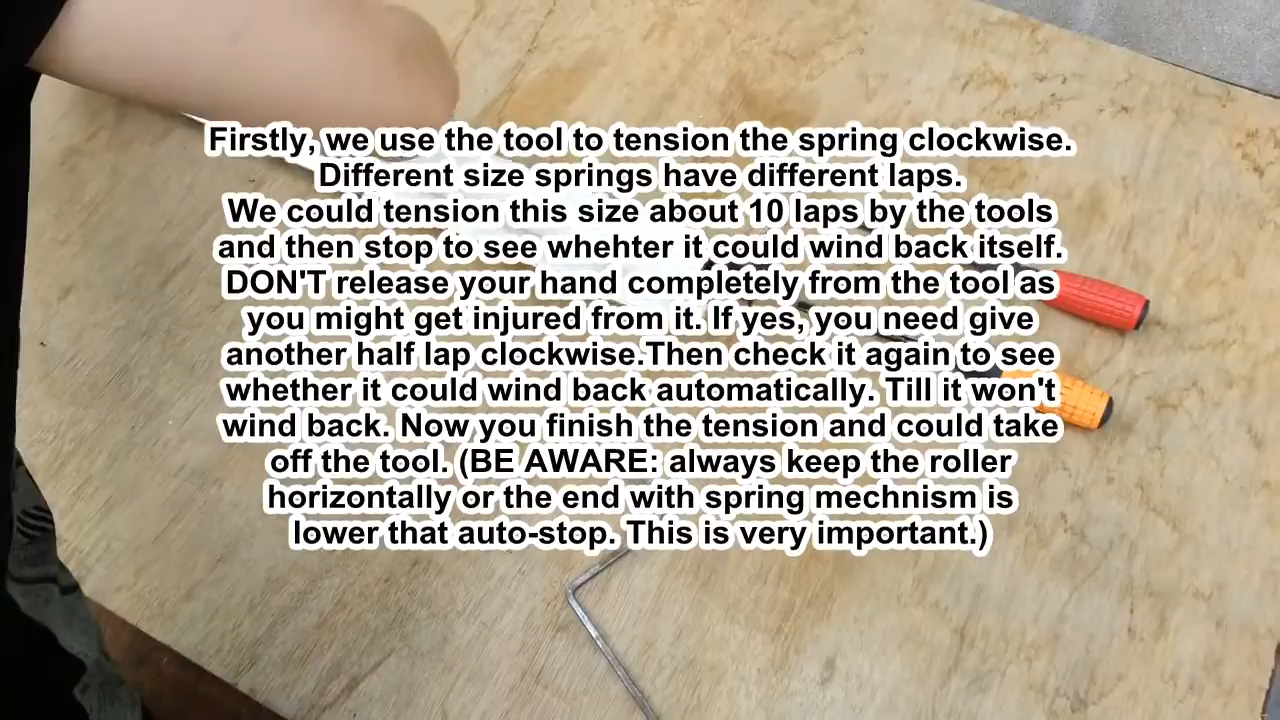 Firstly, we use the tool to tension the spring clockwise.
Different size springs have different laps.
We could tension this size about 10 laps by the tools
and then stop to see whehter it could wind back itself.
DON'T release your hand completely from the tool as
you might get injured from it. If yes, you need give
another half lap clockwise.Then check it again to see
whether it could wind back automatically. Till it won't
wind back. Now you finish the tension and could take
off the tool. (BE AWARE: always keep the roller
horizontally or the end with spring mechnism is
lower that auto-stop. This is very important.)